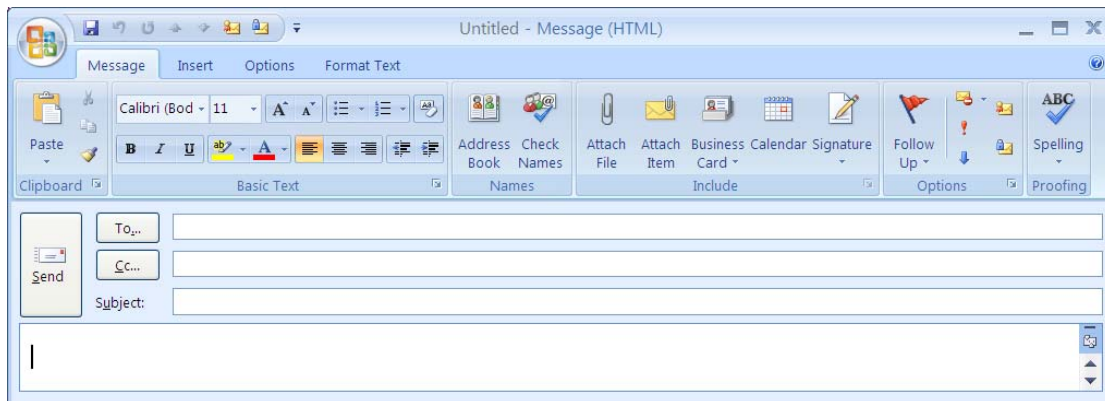 Untitled - Message (HTML)
Message Insert Options Format Text
Paste
Clipboard
Calibri (Bod 11 A A
B I U ab A
Basic Text
Address Book
Check Names
Names
Attach File
Attach Item
Business Card
Calendar
Signature
Include
Follow Up
Options
ABC
Spelling
Proofing
Send
To...
Cc...
Subject: